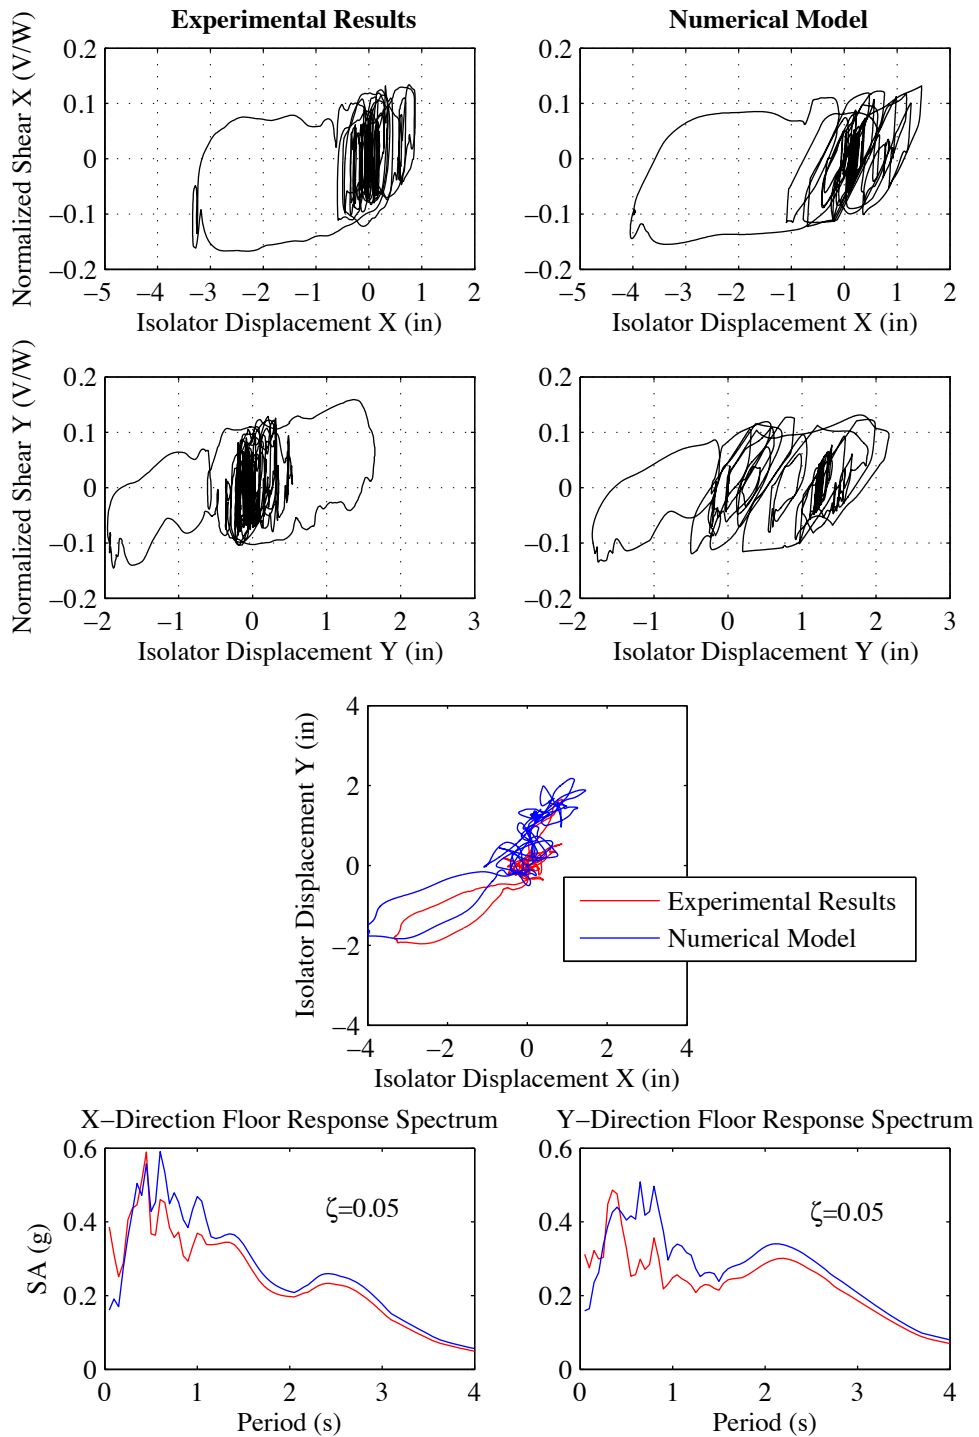 Experimental Results
Numerical Model
Normalized Shear X (V/W)
0.2
0.1
0
−0.1
−0.2
−5 −4 −3 −2 −1 0 1 2
Isolator Displacement X (in)
0.2
0.1
0
−0.1
−0.2
−5 −4 −3 −2 −1 0 1 2
Isolator Displacement X (in)
Normalized Shear Y (V/W)
0.2
0.1
0
−0.1
−0.2
−2 −1 0 1 2 3
Isolator Displacement Y (in)
0.2
0.1
0
−0.1
−0.2
−2 −1 0 1 2 3
Isolator Displacement Y (in)
Isolator Displacement Y (in)
4
2
0
−2
−4
−4 −2 0 2 4
Isolator Displacement X (in)
Experimental Results
Numerical Model
X−Direction Floor Response Spectrum
SA (g)
0.6
0.4
0.2
0
ζ=0.05
0 1 2 3 4
Period (s)
Y−Direction Floor Response Spectrum
0.6
0.4
0.2
0
ζ=0.05
0 1 2 3 4
Period (s)